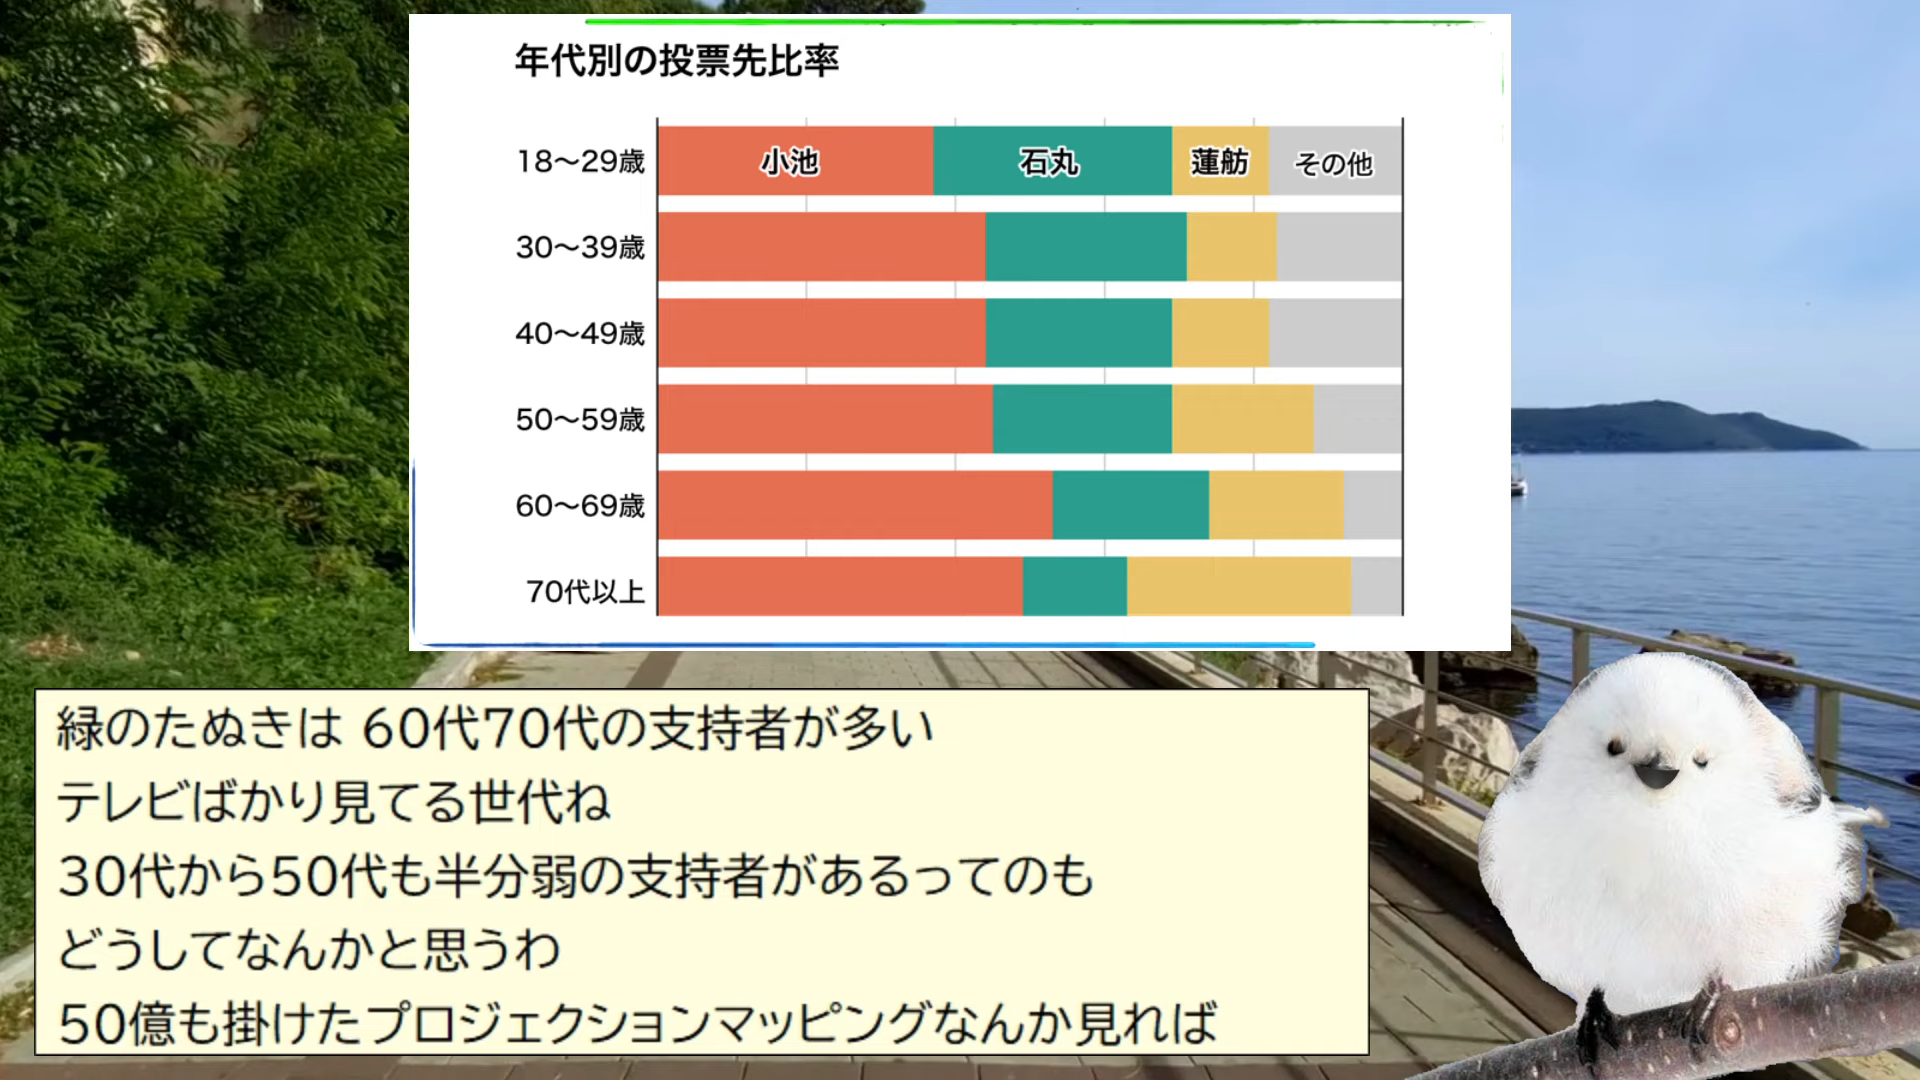 年代別の投票先比率
18〜29歳
小池
石丸
蓮舫
その他
30〜39歳
40〜49歳
50〜59歳
60〜69歳
70代以上
緑のたぬきは 60代70代の支持者が多い
テレビばかり見てる世代ね
30代から50代も半分弱の支持者があるってのも
どうしてなんかと思うわ
50億も掛けたプロジェクションマッピングなんか見れば